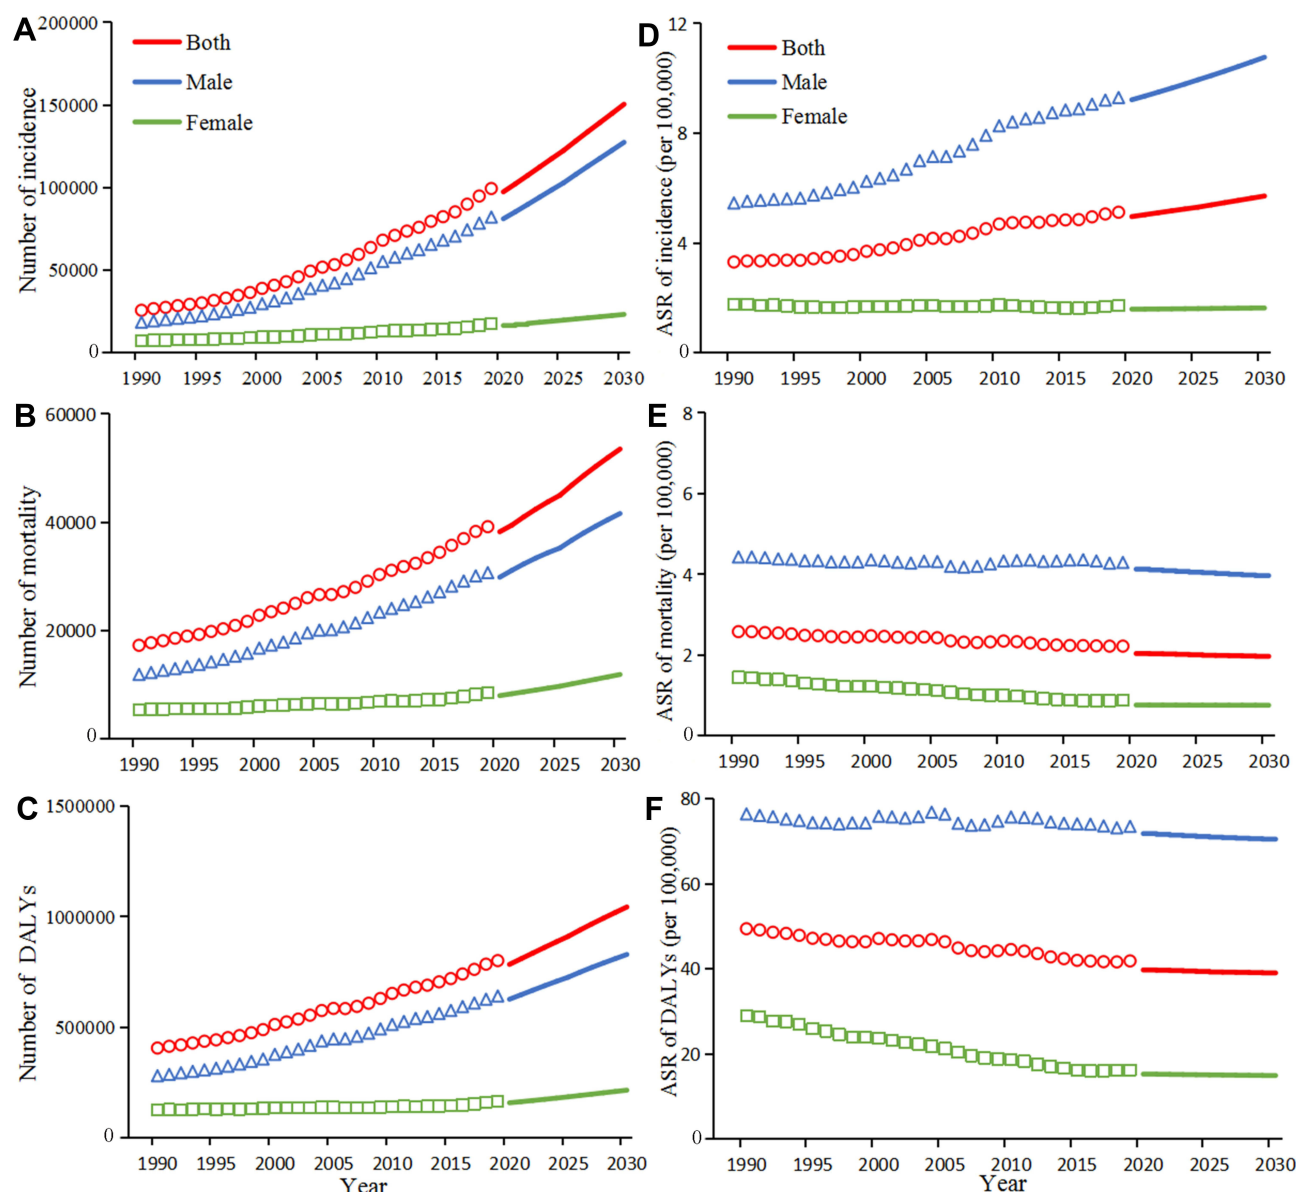 A
Number of incidence
200000
150000
100000
50000
0
Both
Male
Female
1990 1995 2000 2005 2010 2015 2020 2025 2030
D
ASR of incidence (per 100,000)
12
8
4
0
Both
Male
Female
1990 1995 2000 2005 2010 2015 2020 2025 2030
B
Number of mortality
60000
40000
20000
0
1990 1995 2000 2005 2010 2015 2020 2025 2030
E
ASR of mortality (per 100,000)
8
6
4
2
0
1990 1995 2000 2005 2010 2015 2020 2025 2030
C
Number of DALYs
1500000
1000000
500000
0
1990 1995 2000 2005 2010 2015 2020 2025 2030
Year
F
ASR of DALYs (per 100,000)
80
60
40
20
0
1990 1995 2000 2005 2010 2015 2020 2025 2030
Year